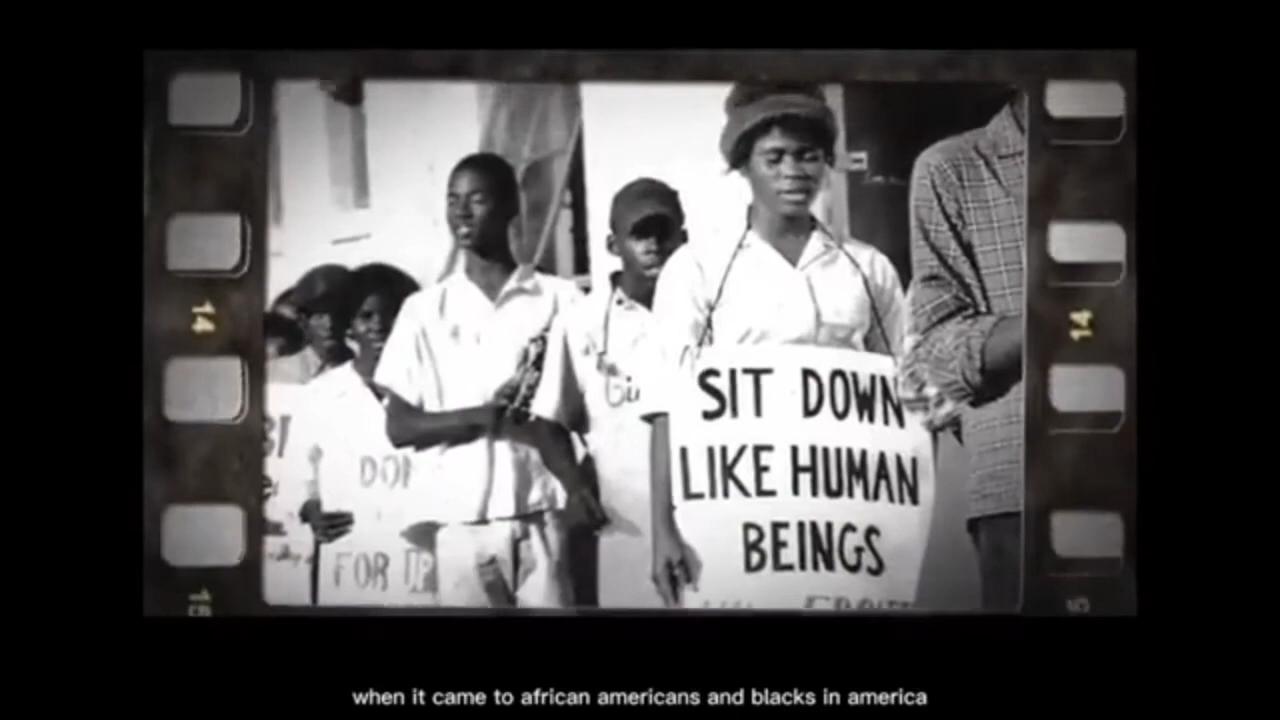 14
14
SIT DOWN
LIKE HUMAN
BEINGS
FOR
when it came to african americans and blacks in america